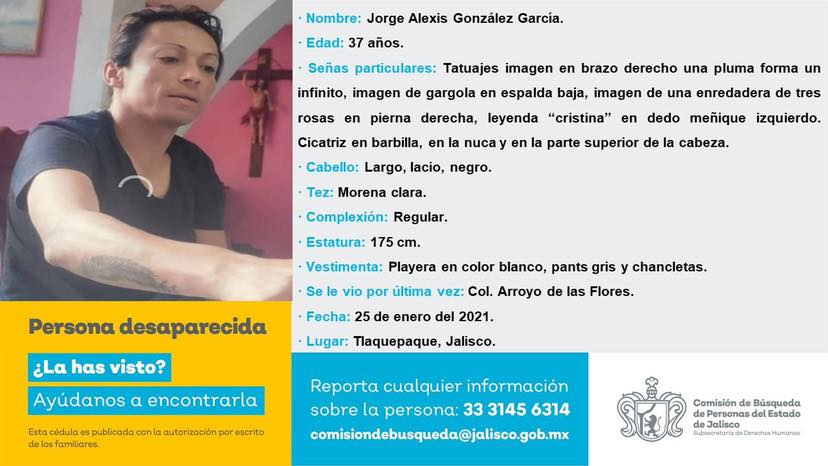 · Nombre: Jorge Alexis González García.
· Edad: 37 años.
· Señas particulares: Tatuajes imagen en brazo derecho una pluma forma un
infinito, imagen de gargola en espalda baja, imagen de una enredadera de tres
rosas en pierna derecha, leyenda “cristina” en dedo meñique izquierdo.
Cicatriz en barbilla, en la nuca y en la parte superior de la cabeza.
· Cabello: Largo, lacio, negro.
· Tez: Morena clara.
· Complexión: Regular.
· Estatura: 175 cm.
· Vestimenta: Playera en color blanco, pants gris y chancletas.
· Se le vio por última vez: Col. Arroyo de las Flores.
· Fecha: 25 de enero del 2021.
· Lugar: Tlaquepaque, Jalisco.
Persona desaparecida
¿La has visto?
Ayúdanos a encontrarla
Esta cédula es publicada con la autorización por escrito
de los familiares.
Reporta cualquier información
sobre la persona: 33 3145 6314
comisiondebusqueda@jalisco.gob.mx
Comisión de Búsqueda
de Personas del Estado
de Jalisco
Subsecretaría de Derechos Humanos